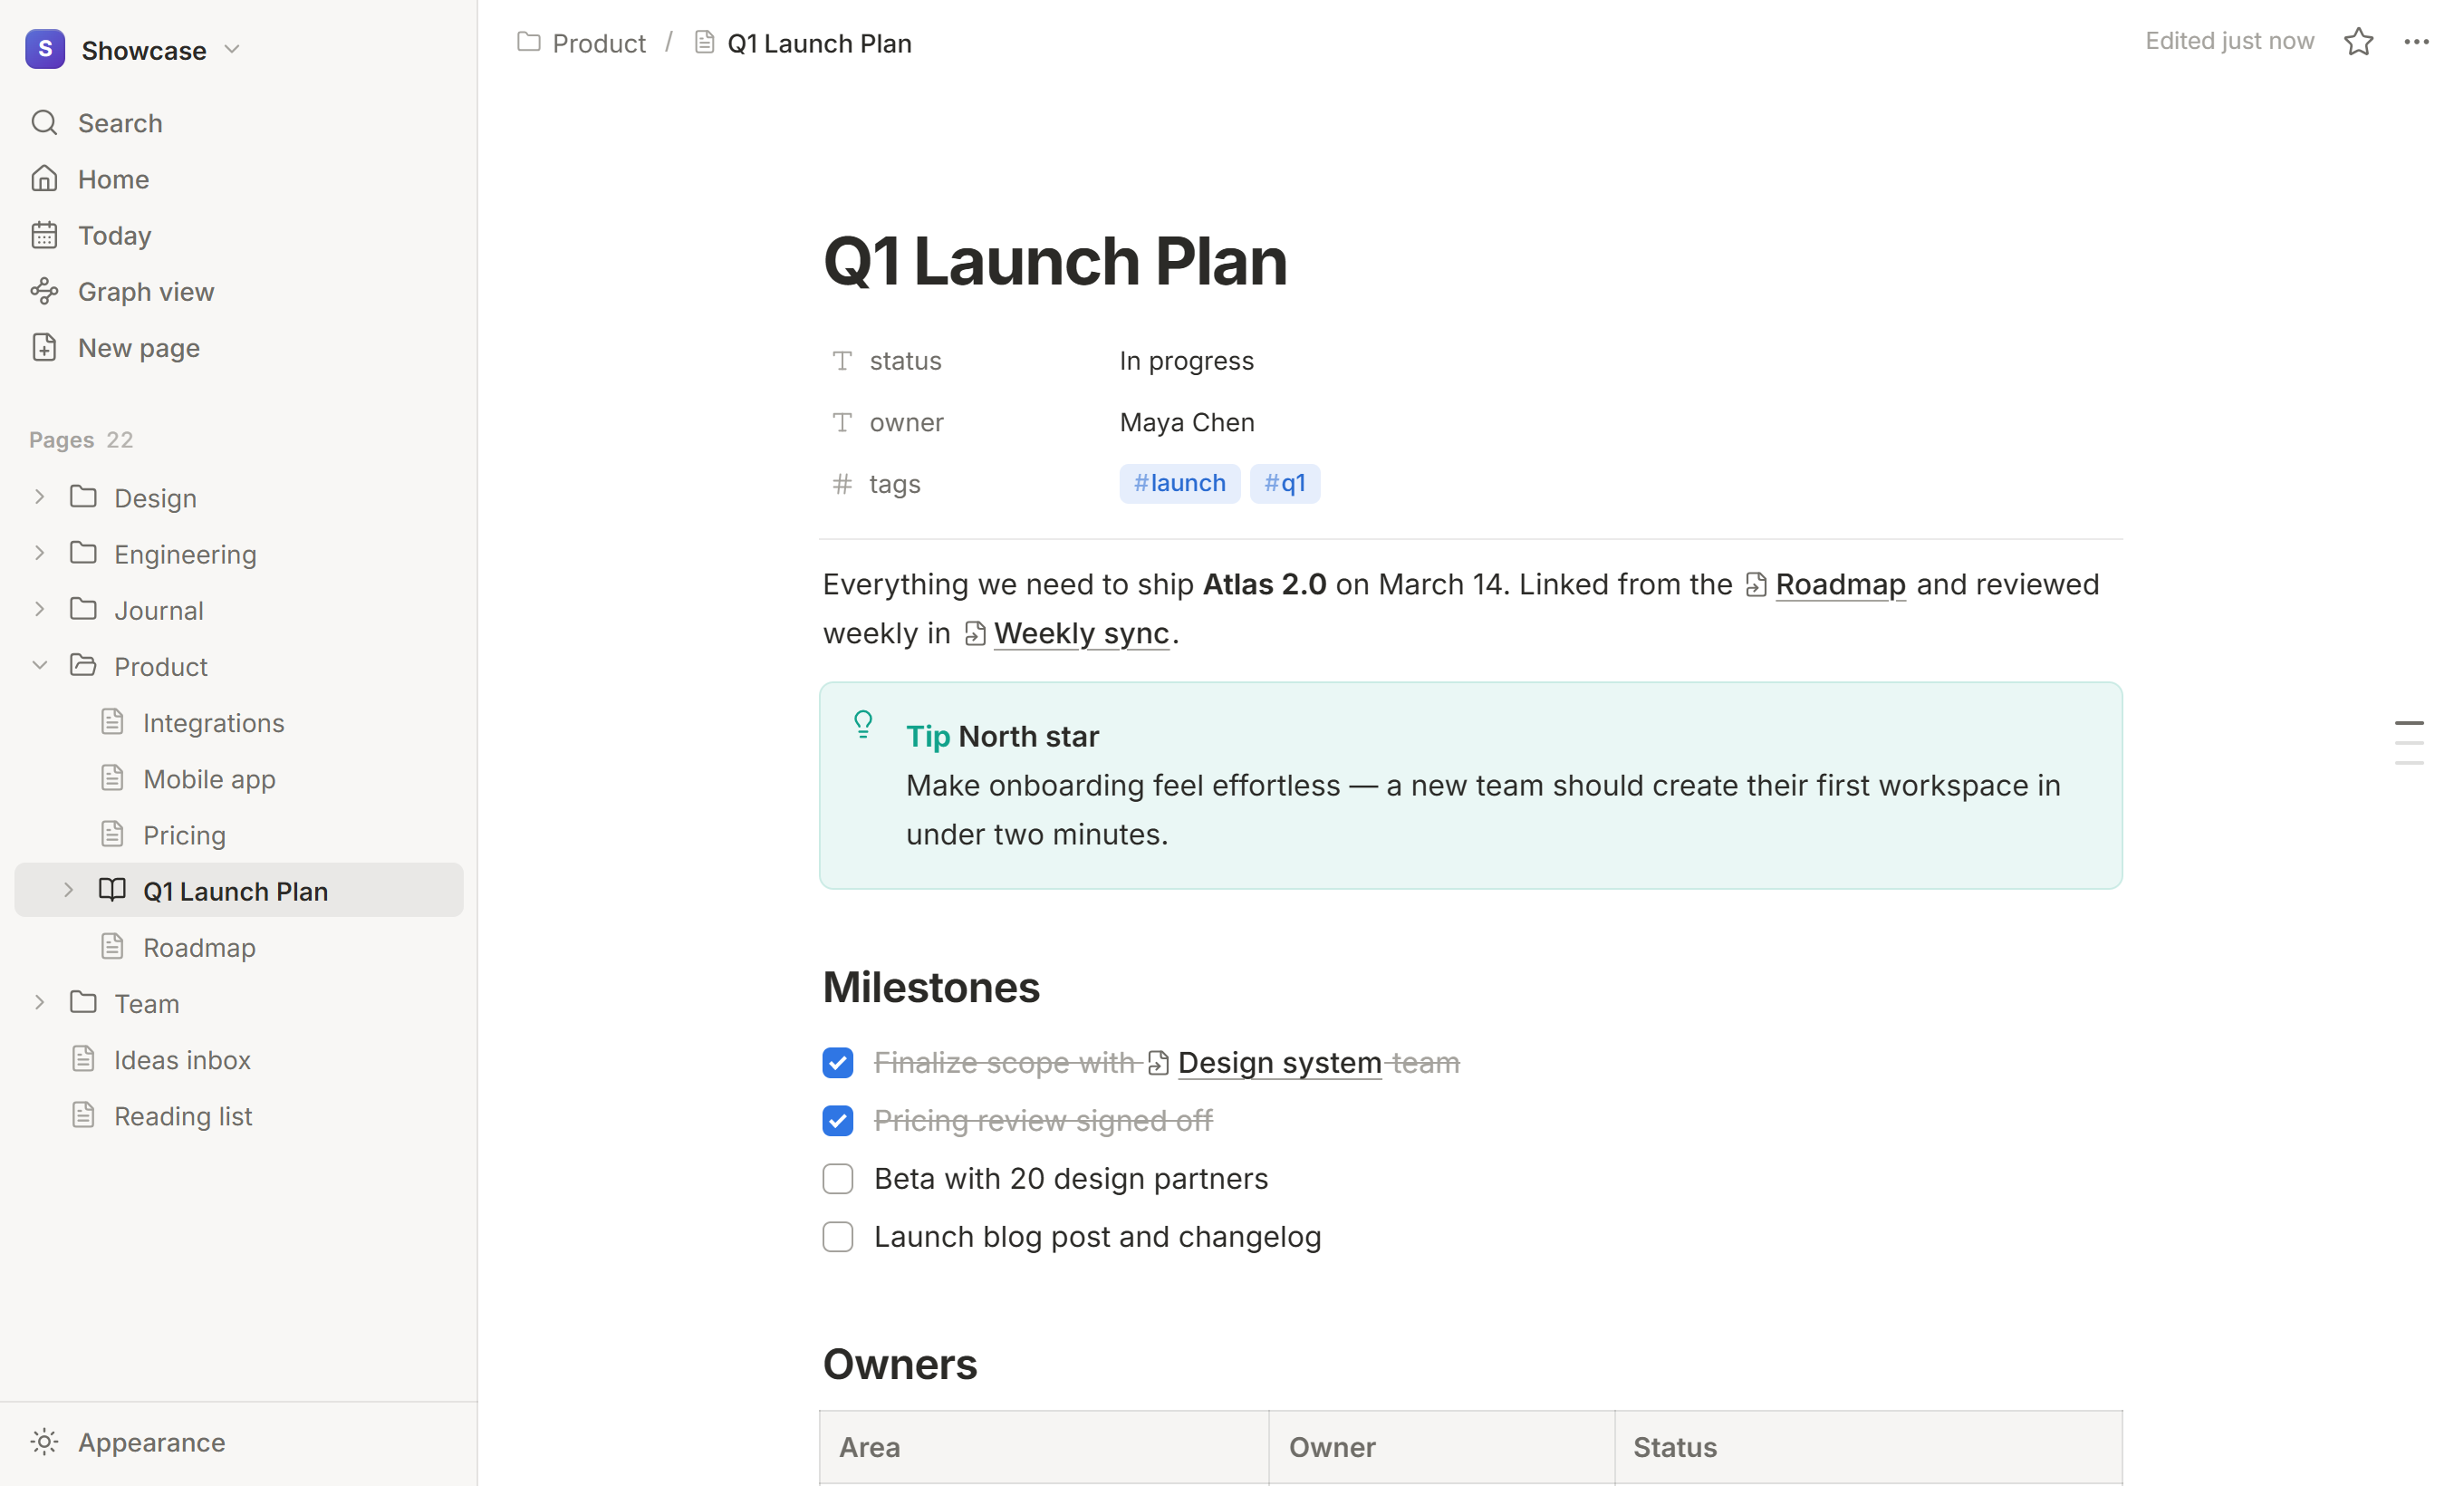 S Showcase
Search
Home
Today
Graph view
New page
Pages 22
Design
Engineering
Journal
Product
Integrations
Mobile app
Pricing
Q1 Launch Plan
Roadmap
Team
Ideas inbox
Reading list
Appearance
Product / Q1 Launch Plan
Edited just now
Q1 Launch Plan
status In progress
owner Maya Chen
tags #launch #q1
Everything we need to ship Atlas 2.0 on March 14. Linked from the Roadmap and reviewed
weekly in Weekly sync.
Tip North star
Make onboarding feel effortless — a new team should create their first workspace in
under two minutes.
Milestones
Finalize scope with Design system team
Pricing review signed off
Beta with 20 design partners
Launch blog post and changelog
Owners
Area Owner Status